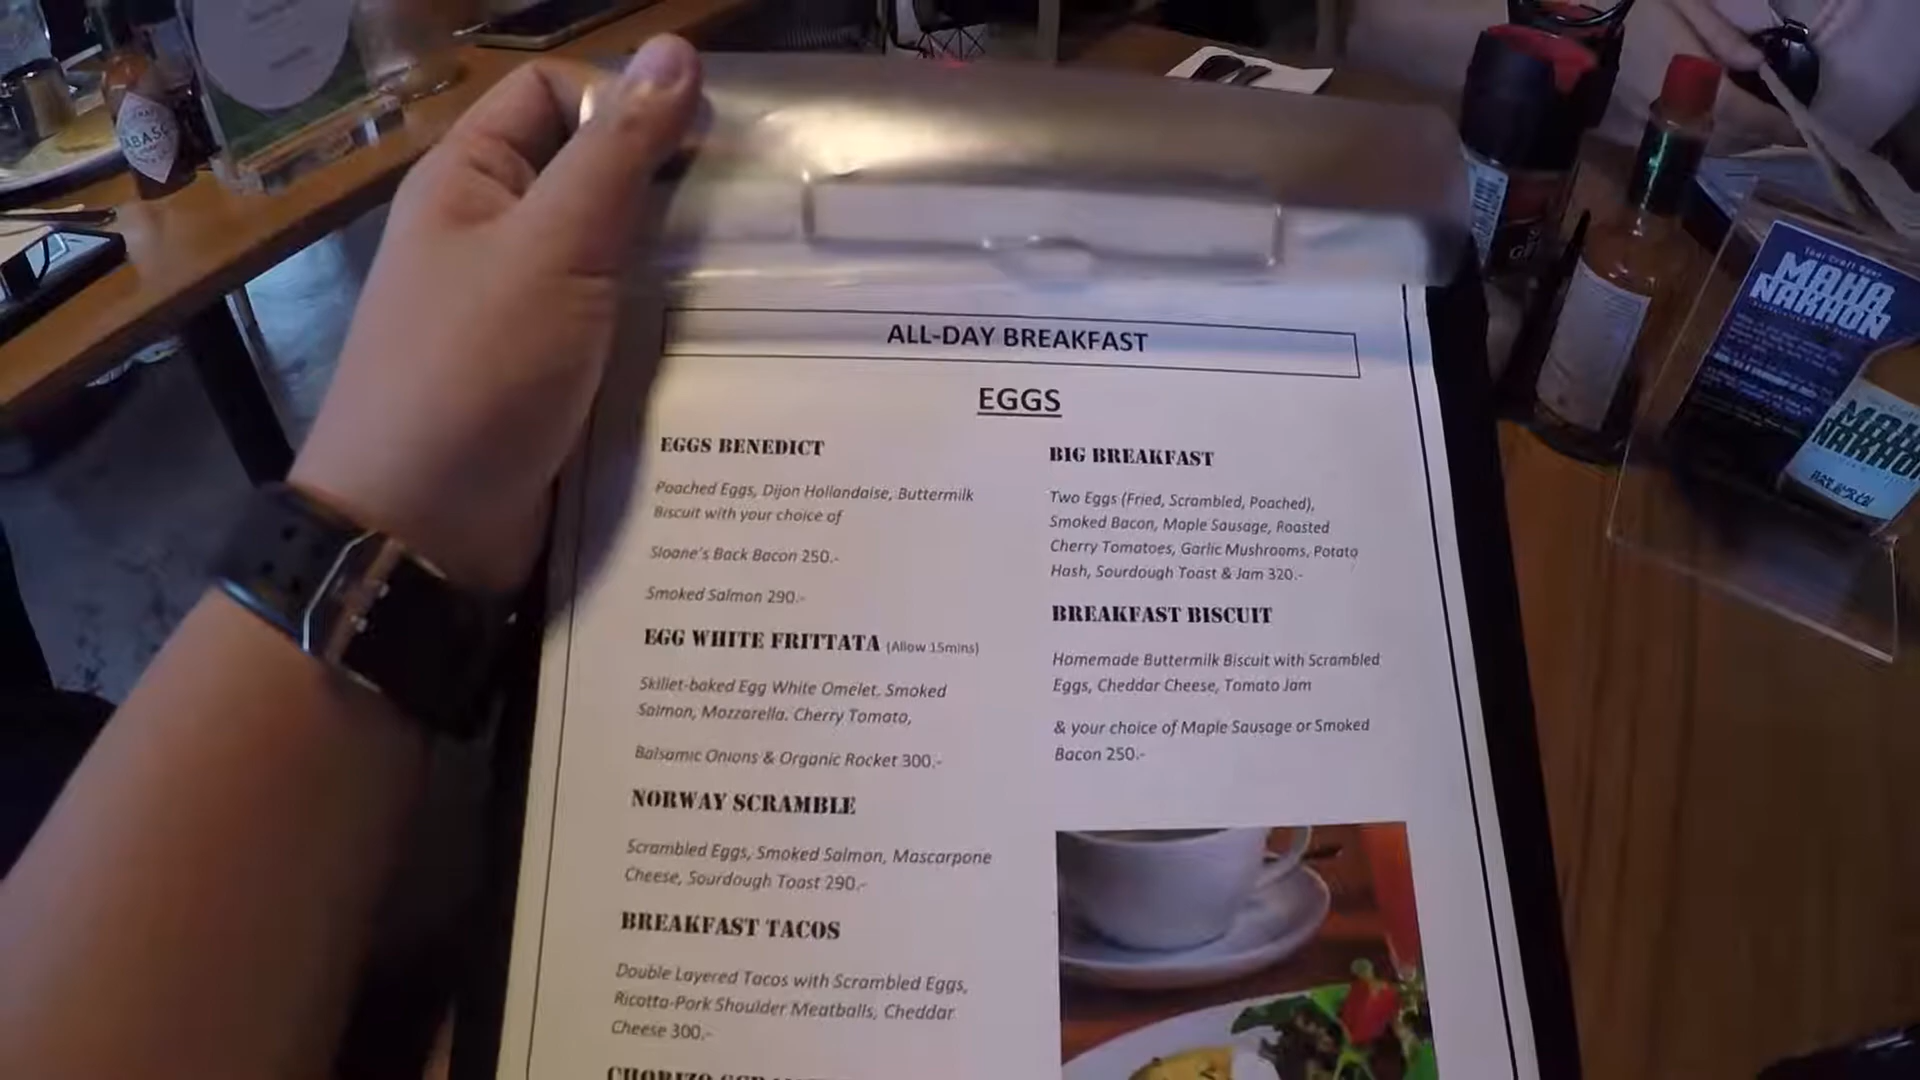 ALL-DAY BREAKFAST
EGGS
EGGS BENEDICT
Poached Eggs, Dijon Hollandaise, Buttermilk
Biscuit with your choice of
Sloane's Back Bacon 250.-
Smoked Salmon 290.-
EGG WHITE FRITTATA (Allow 15mins)
Skillet-baked Egg White Omelet, Smoked
Salmon, Mozzarella, Cherry Tomato,
Balsamic Onions & Organic Rocket 300.-
NORWAY SCRAMBLE
Scrambled Eggs, Smoked Salmon, Mascarpone
Cheese, Sourdough Toast 290.-
BREAKFAST TACOS
Double Layered Tacos with Scrambled Eggs,
Ricotta-Pork Shoulder Meatballs, Cheddar
Cheese 300.-
CHORIZO
BIG BREAKFAST
Two Eggs (Fried, Scrambled, Poached),
Smoked Bacon, Maple Sausage, Roasted
Cherry Tomatoes, Garlic Mushrooms, Potato
Hash, Sourdough Toast & Jam 320.-
BREAKFAST BISCUIT
Homemade Buttermilk Biscuit with Scrambled
Eggs, Cheddar Cheese, Tomato Jam
& your choice of Maple Sausage or Smoked
Bacon 250.-
MAHA
NAKHON
MAHA
NAKHON